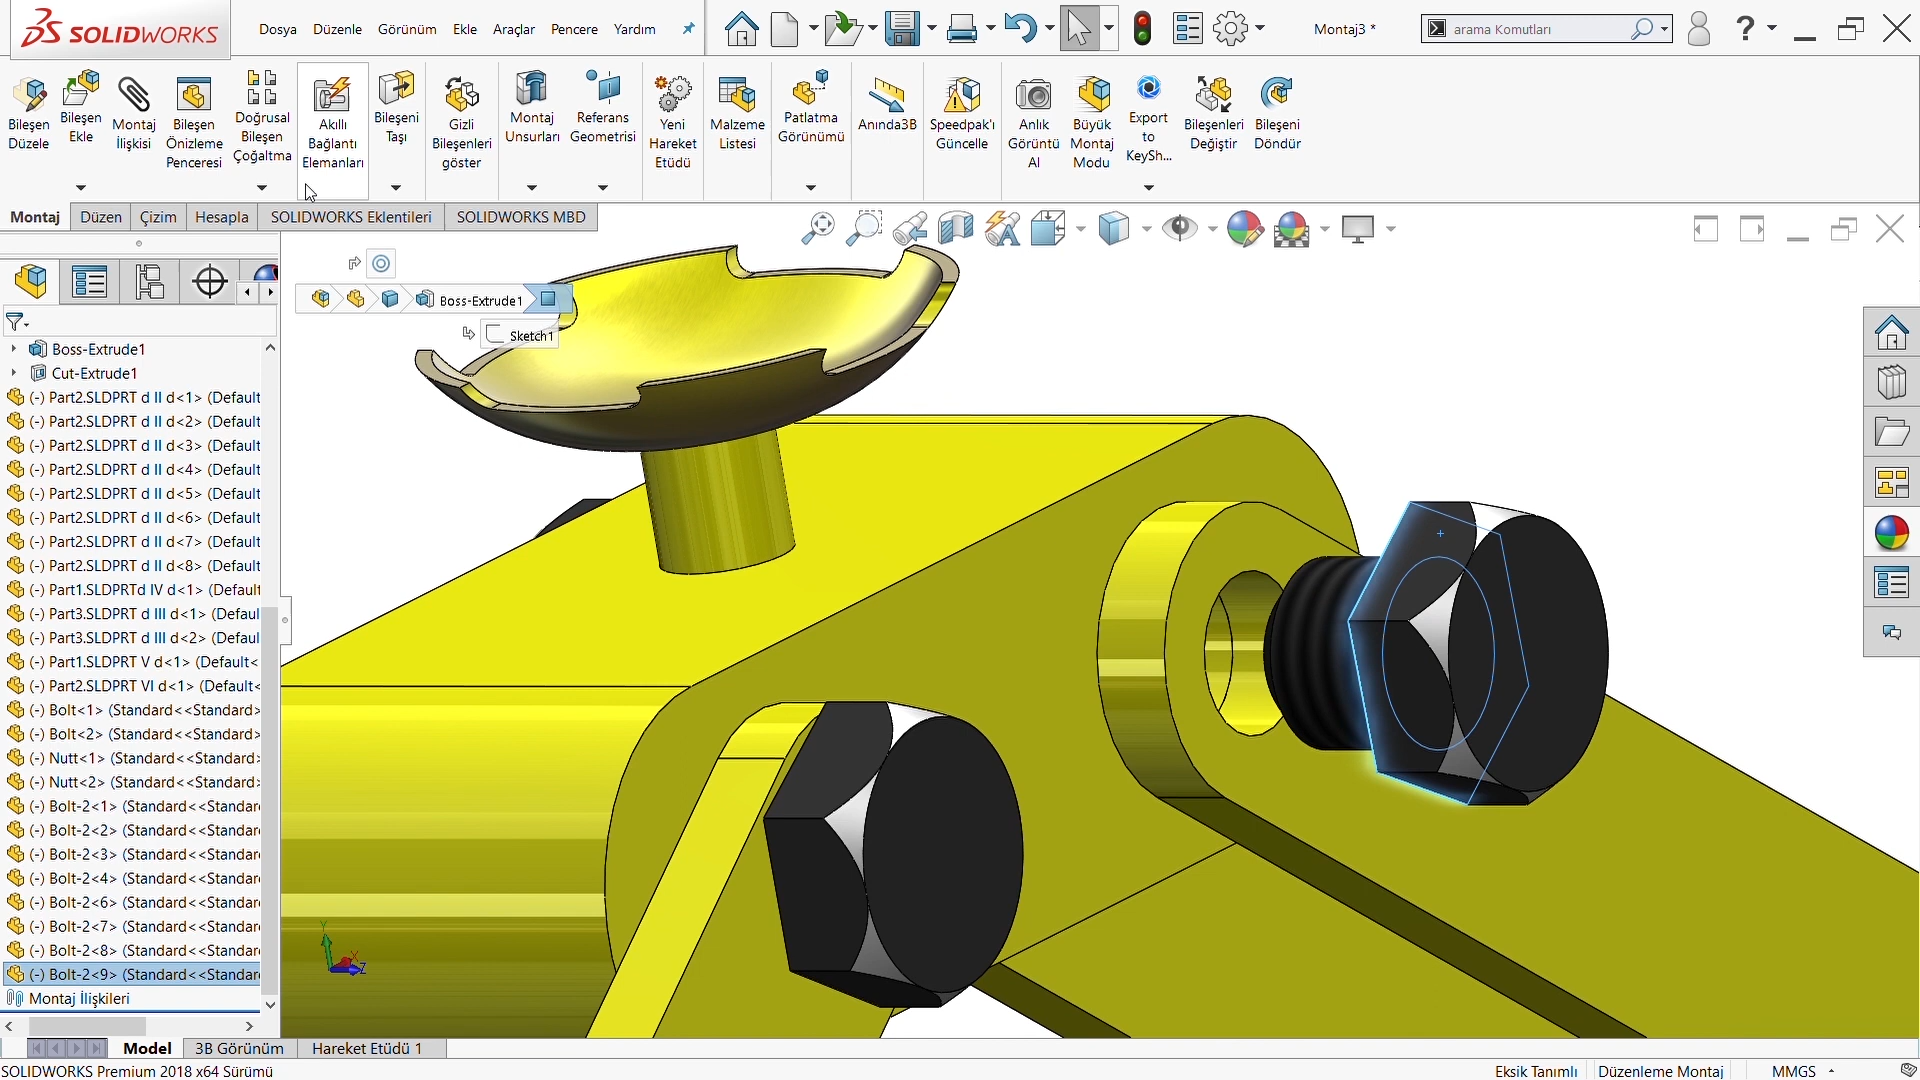 SOLIDWORKS
Dosya Düzenle Görünüm Ekle Araçlar Pencere Yardım
Montaj3 *
arama Komutları
Bileşen Düzele
Bileşen Ekle
Montaj İlişkisi
Bileşen Önizleme Penceresi
Doğrusal Bileşen Çoğaltma
Akıllı Bağlantı Elemanları
Bileşeni Taşı
Gizli Bileşenleri göster
Montaj Unsurları
Referans Geometrisi
Yeni Hareket Etüdü
Malzeme Listesi
Patlatma Görünümü
Anında3B
Speedpak'ı Güncelle
Anlık Görüntü Al
Büyük Montaj Modu
Export to KeySh...
Bileşenleri Değiştir
Bileşeni Döndür
Montaj Düzen Çizim Hesapla SOLIDWORKS Eklentileri SOLIDWORKS MBD
Boss-Extrude1
Sketch1
Boss-Extrude1
Cut-Extrude1
(-) Part2.SLDPRT d II d<1> (Default
(-) Part2.SLDPRT d II d<2> (Default
(-) Part2.SLDPRT d II d<3> (Default
(-) Part2.SLDPRT d II d<4> (Default
(-) Part2.SLDPRT d II d<5> (Default
(-) Part2.SLDPRT d II d<6> (Default
(-) Part2.SLDPRT d II d<7> (Default
(-) Part2.SLDPRT d II d<8> (Default
(-) Part1.SLDPRTd IV d<1> (Default
(-) Part3.SLDPRT d III d<1> (Defaul
(-) Part3.SLDPRT d III d<2> (Defaul
(-) Part1.SLDPRT V d<1> (Default<
(-) Part2.SLDPRT VI d<1> (Default<
(-) Bolt<1> (Standard<<Standard>
(-) Bolt<2> (Standard<<Standard>
(-) Nutt<1> (Standard<<Standard>
(-) Nutt<2> (Standard<<Standard>
(-) Bolt-2<1> (Standard<<Standar
(-) Bolt-2<2> (Standard<<Standar
(-) Bolt-2<3> (Standard<<Standar
(-) Bolt-2<4> (Standard<<Standar
(-) Bolt-2<6> (Standard<<Standar
(-) Bolt-2<7> (Standard<<Standar
(-) Bolt-2<8> (Standard<<Standar
(-) Bolt-2<9> (Standard<<Standar
Montaj İlişkileri
Y X Z
Model 3B Görünüm Hareket Etüdü 1
SOLIDWORKS Premium 2018 x64 Sürümü
Eksik Tanımlı Düzenleme Montaj MMGS